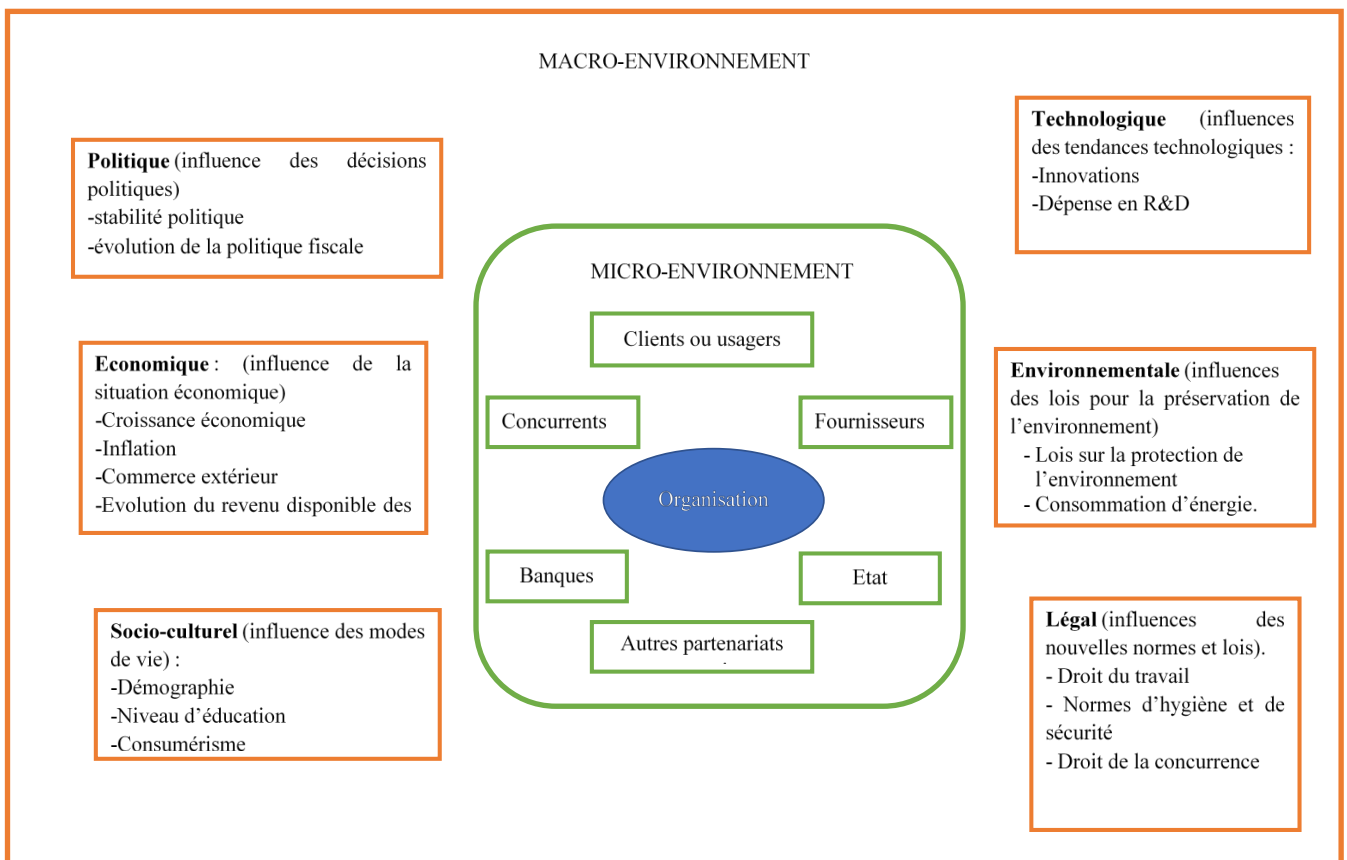 MACRO-ENVIRONNEMENT
Politique (influence des décisions
politiques)
-stabilité politique
-évolution de la politique fiscale
Economique : (influence de la
situation économique)
-Croissance économique
-Inflation
-Commerce extérieur
-Evolution du revenu disponible des
Socio-culturel (influence des modes
de vie) :
-Démographie
-Niveau d’éducation
-Consumérisme
MICRO-ENVIRONNEMENT
Clients ou usagers
Concurrents
Fournisseurs
Organisation
Banques
Etat
Autres partenariats
Technologique (influences
des tendances technologiques :
-Innovations
-Dépense en R&D
Environnementale (influences
des lois pour la préservation de
l’environnement)
- Lois sur la protection de
l’environnement
- Consommation d’énergie.
Légal (influences des
nouvelles normes et lois).
- Droit du travail
- Normes d’hygiène et de
sécurité
- Droit de la concurrence